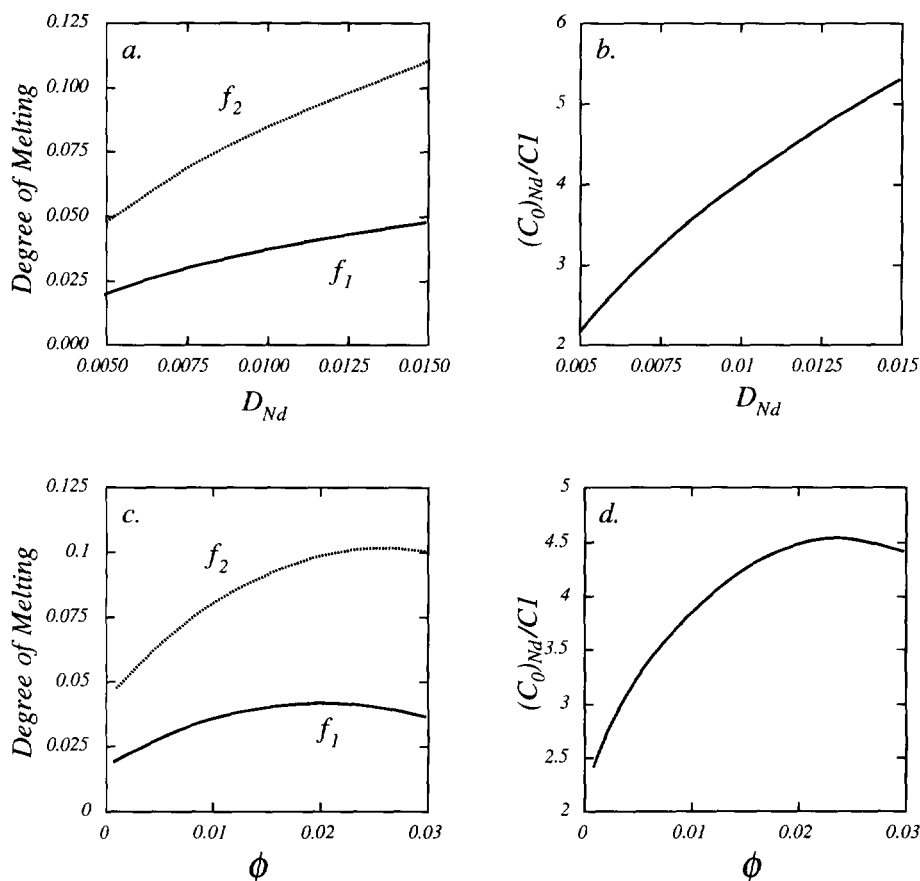 a.
Degree of Melting
0.125
0.100
0.075
0.050
0.025
0.000
f2
f1
0.0050 0.0075 0.0100 0.0125 0.0150
DNd
b.
(C0)Nd/C1
6
5
4
3
2
0.005 0.0075 0.01 0.0125 0.015
DNd
c.
Degree of Melting
0.125
0.1
0.075
0.05
0.025
0
f2
f1
0 0.01 0.02 0.03
ϕ
d.
(C0)Nd/C1
5
4.5
4
3.5
3
2.5
2
0 0.01 0.02 0.03
ϕ